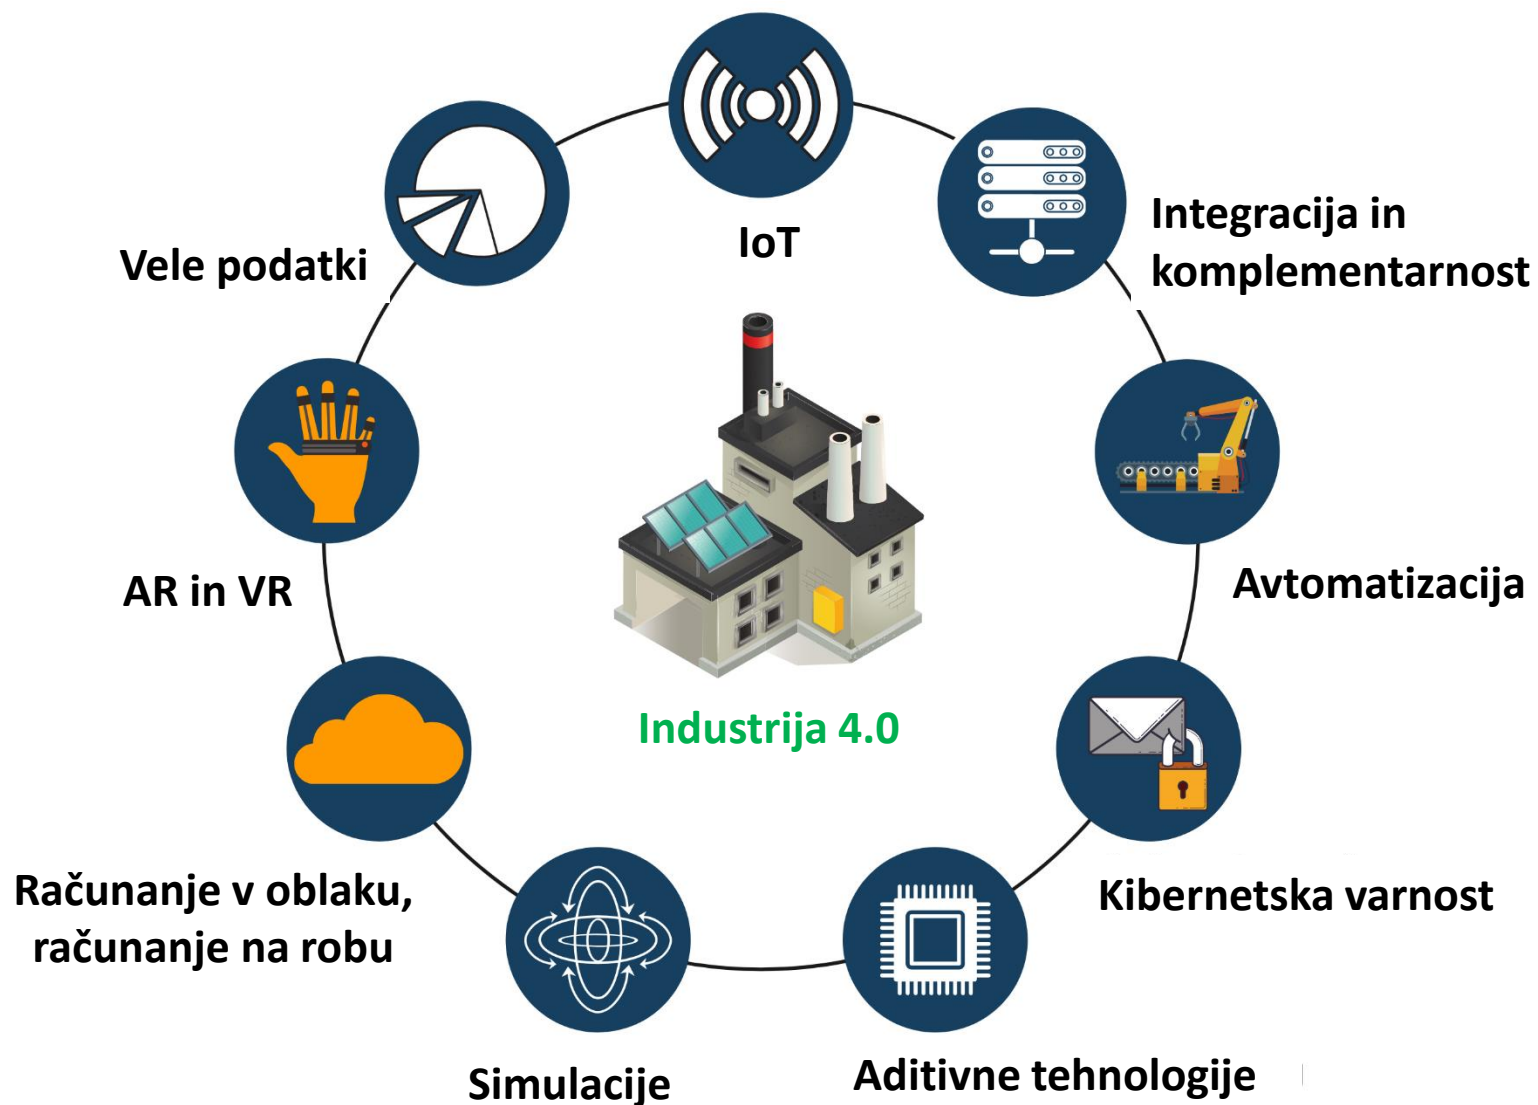 IoT
Integracija in
komplementarnost
Vele podatki
AR in VR
Avtomatizacija
Industrija 4.0
Računanje v oblaku,
računanje na robu
Kibernetska varnost
Simulacije
Aditivne tehnologije